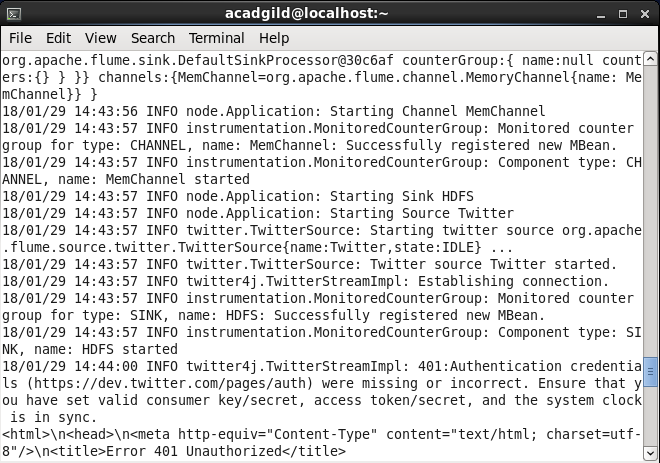 acadgild@localhost:~
File Edit View Search Terminal Help
org.apache.flume.sink.DefaultSinkProcessor@30c6af counterGroup:{ name:null count
ers:{} } }} channels:{MemChannel=org.apache.flume.channel.MemoryChannel{name: Me
mChannel}} }
18/01/29 14:43:56 INFO node.Application: Starting Channel MemChannel
18/01/29 14:43:57 INFO instrumentation.MonitoredCounterGroup: Monitored counter
group for type: CHANNEL, name: MemChannel: Successfully registered new MBean.
18/01/29 14:43:57 INFO instrumentation.MonitoredCounterGroup: Component type: CH
ANNEL, name: MemChannel started
18/01/29 14:43:57 INFO node.Application: Starting Sink HDFS
18/01/29 14:43:57 INFO node.Application: Starting Source Twitter
18/01/29 14:43:57 INFO twitter.TwitterSource: Starting twitter source org.apache
.flume.source.twitter.TwitterSource{name:Twitter,state:IDLE} ...
18/01/29 14:43:57 INFO twitter.TwitterSource: Twitter source Twitter started.
18/01/29 14:43:57 INFO twitter4j.TwitterStreamImpl: Establishing connection.
18/01/29 14:43:57 INFO instrumentation.MonitoredCounterGroup: Monitored counter
group for type: SINK, name: HDFS: Successfully registered new MBean.
18/01/29 14:43:57 INFO instrumentation.MonitoredCounterGroup: Component type: SI
NK, name: HDFS started
18/01/29 14:44:00 INFO twitter4j.TwitterStreamImpl: 401:Authentication credentia
ls (https://dev.twitter.com/pages/auth) were missing or incorrect. Ensure that y
ou have set valid consumer key/secret, access token/secret, and the system clock
 is in sync.
<html>\n<head>\n<meta http-equiv="Content-Type" content="text/html; charset=utf-
8"/>\n<title>Error 401 Unauthorized</title>